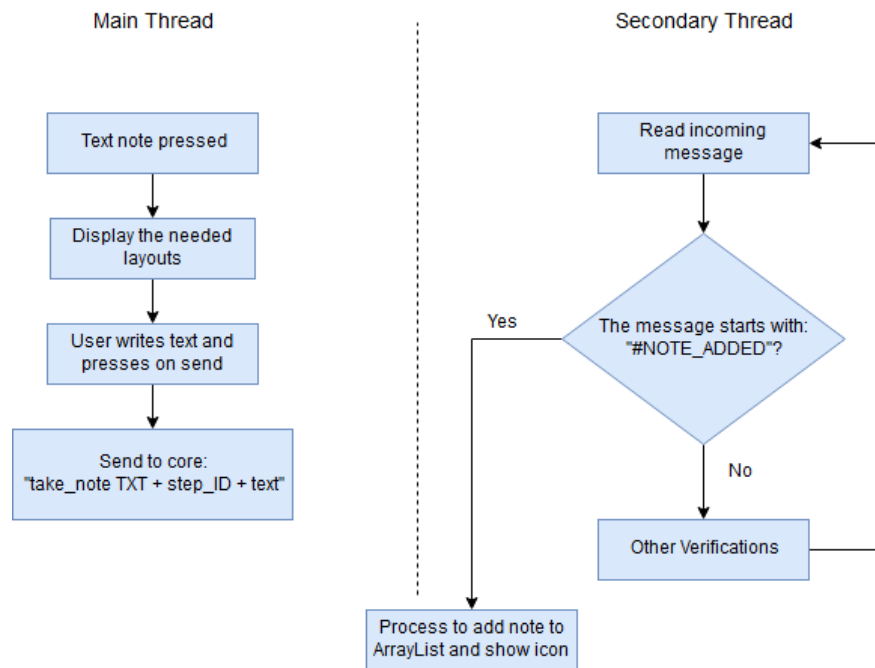 Main Thread
Secondary Thread
Text note pressed
Display the needed
layouts
User writes text and
presses on send
Send to core:
"take_note TXT + step_ID + text"
Read incoming
message
The message starts with:
"#NOTE_ADDED"?
Yes
No
Other Verifications
Process to add note to
ArrayList and show icon